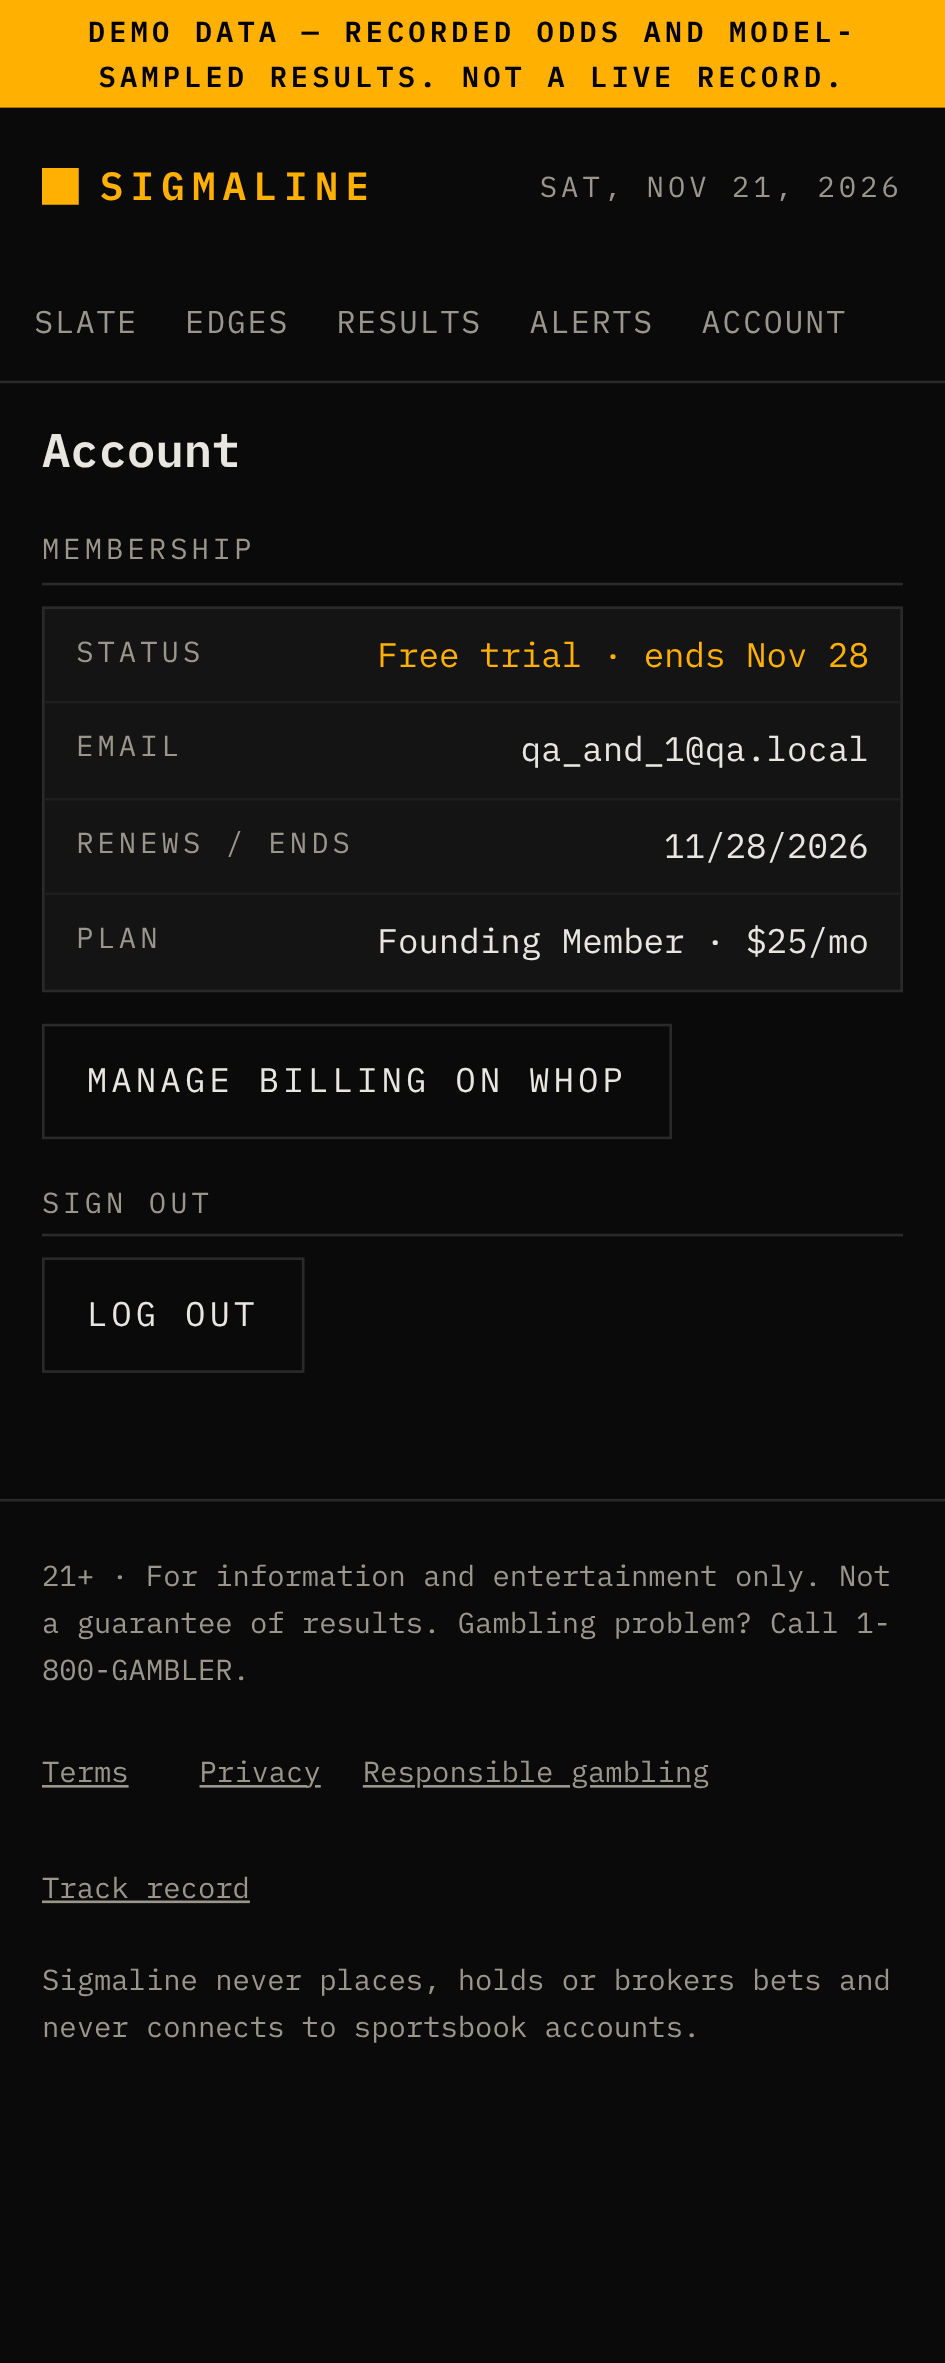 DEMO DATA — RECORDED ODDS AND MODEL-
SAMPLED RESULTS. NOT A LIVE RECORD.
SIGMALINE
SAT, NOV 21, 2026
SLATE EDGES RESULTS ALERTS ACCOUNT
Account
MEMBERSHIP
STATUS Free trial · ends Nov 28
EMAIL qa_and_1@qa.local
RENEWS / ENDS 11/28/2026
PLAN Founding Member · $25/mo
MANAGE BILLING ON WHOP
SIGN OUT
LOG OUT
21+ · For information and entertainment only. Not
a guarantee of results. Gambling problem? Call 1-
800-GAMBLER.
Terms Privacy Responsible gambling
Track record
Sigmaline never places, holds or brokers bets and
never connects to sportsbook accounts.